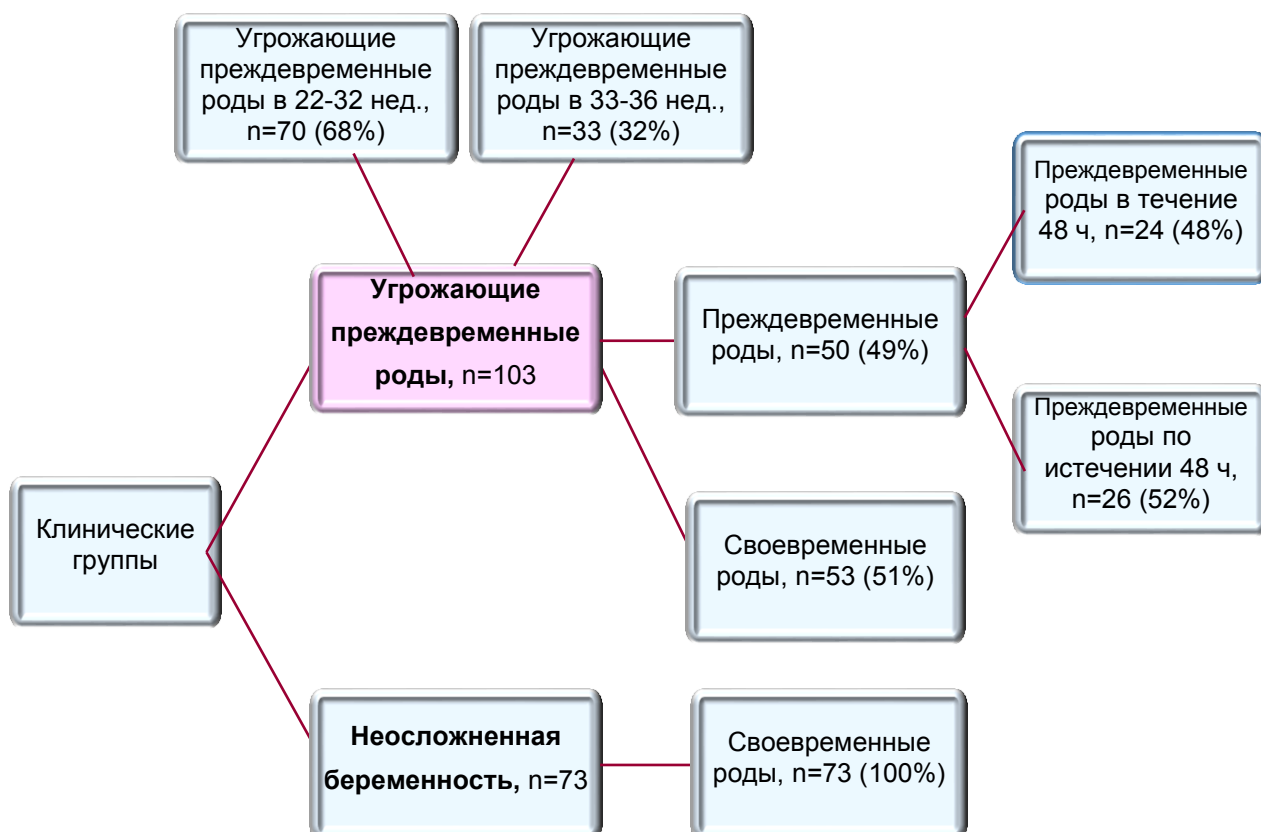 Угрожающие
преждевременные
роды в 22-32 нед.,
n=70 (68%)
Угрожающие
преждевременные
роды в 33-36 нед.,
n=33 (32%)
Преждевременные
роды в течение
48 ч, n=24 (48%)
Угрожающие
преждевременные
роды, n=103
Преждевременные
роды, n=50 (49%)
Преждевременные
роды по
истечении 48 ч,
n=26 (52%)
Клинические
группы
Своевременные
роды, n=53 (51%)
Неосложненная
беременность, n=73
Своевременные
роды, n=73 (100%)